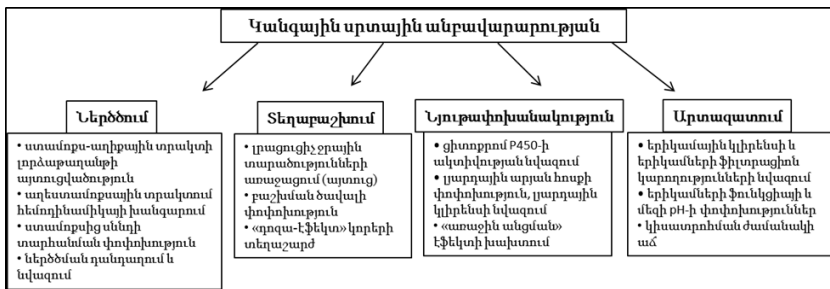 Կանգային սրտային անբավարարության
Ներծծում
• ստամոքս-աղիքային տրակտի
լորձաթաղանթի
այտուցվածություն
• աղեստամոքսային տրակտում
հեմոդինամիկայի խանգարում
• ստամոքսից սննդի
տարհանման փոփոխություն
• ներծծման դանդաղում և
նվազում
Տեղաբաշխում
• լրացուցիչ ջրային
տարածությունների
առաջացում (այտուց)
• բաշխման ծավալի
փոփոխություն
• «դոզա-էֆեկտ» կորերի
տեղաշարժ
Նյութափոխանակություն
• ցիտոքրոմ P450-ի
ակտիվության նվազում
• լյարդային արյան հոսքի
փոփոխություն, լյարդային
կլիրենսի նվազում
• «առաջին անցման»
էֆեկտի խախտում
Արտազատում
• երիկամային կլիրենսի և
երիկամների ֆիլտրացիոն
կարողությունների նվազում
• երիկամների ֆունկցիայի և
մեզի pH-ի փոփոխություններ
• կիսատրոհման ժամանակի
աճ